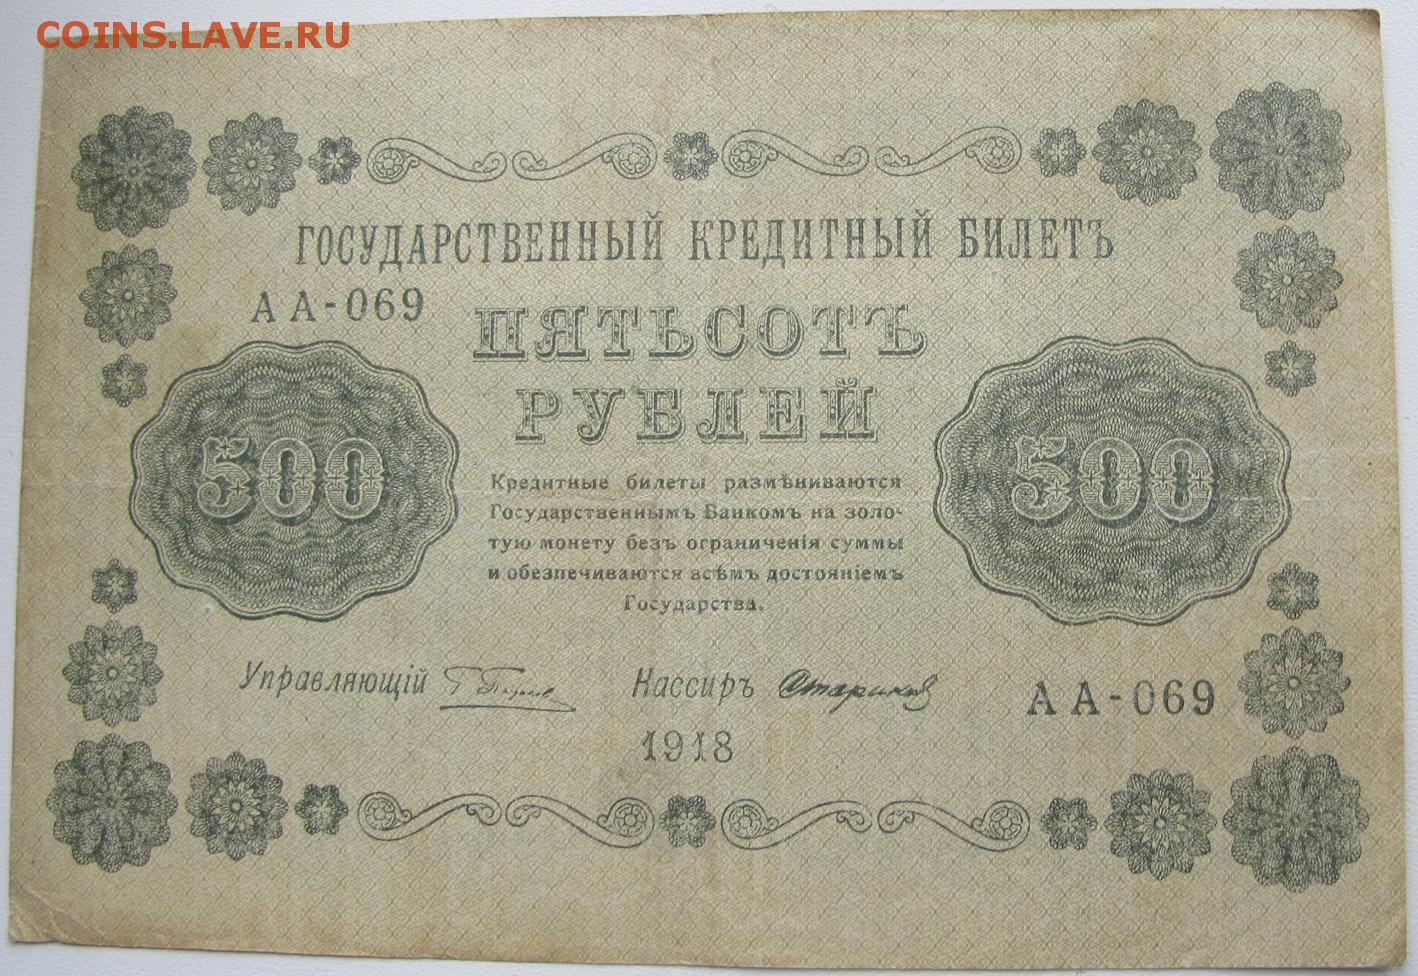 COINS.LAVE.RU
ГОСУДАРСТВЕННЫЙ КРЕДИТНЫЙ БИЛЕТЪ
АА-069
ПЯТЬСОТЪ
РУБЛЕЙ
500
500
Кредитные билеты размѣниваются
Государственнымъ Банкомъ на золо-
тую монету безъ ограниченія суммы
и обезпечиваются всѣмъ достояніемъ
Государства.
Управляющій Кассиръ Стариков
АА-069
1918